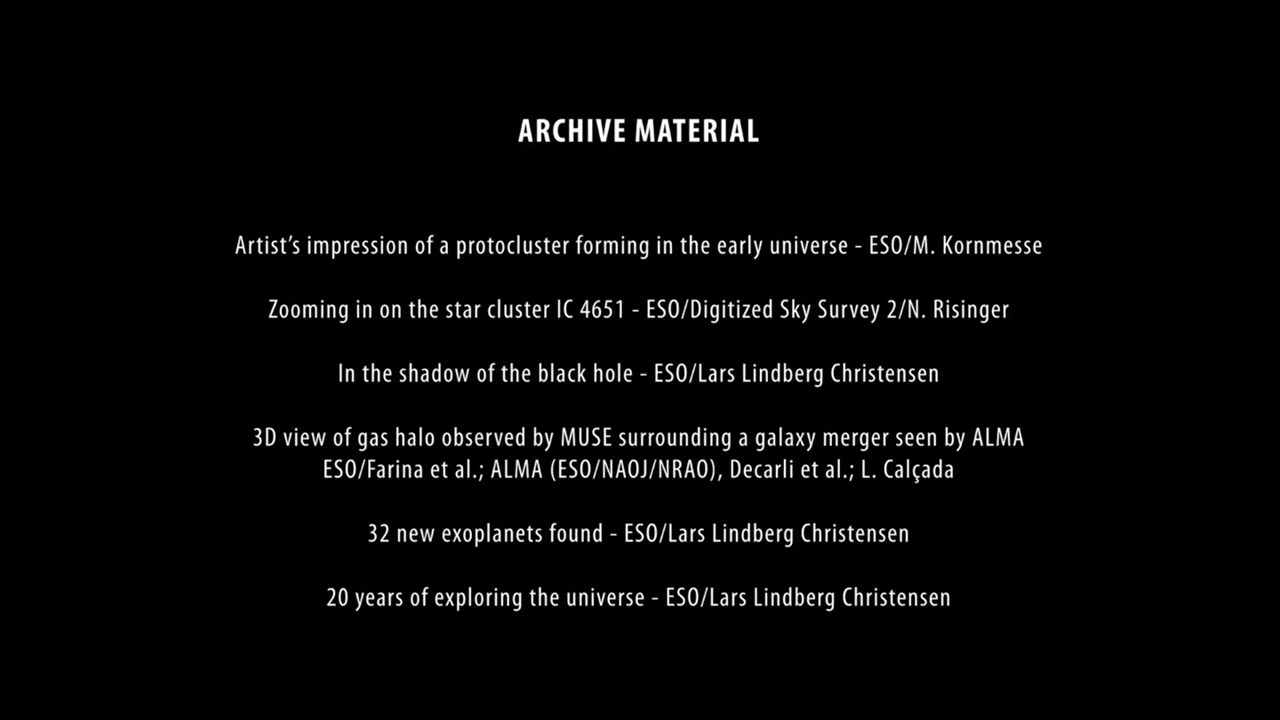 ARCHIVE MATERIAL
Artist’s impression of a protocluster forming in the early universe - ESO/M. Kornmesse
Zooming in on the star cluster IC 4651 - ESO/Digitized Sky Survey 2/N. Risinger
In the shadow of the black hole - ESO/Lars Lindberg Christensen
3D view of gas halo observed by MUSE surrounding a galaxy merger seen by ALMA
ESO/Farina et al.; ALMA (ESO/NAOJ/NRAO), Decarli et al.; L. Calçada
32 new exoplanets found - ESO/Lars Lindberg Christensen
20 years of exploring the universe - ESO/Lars Lindberg Christensen